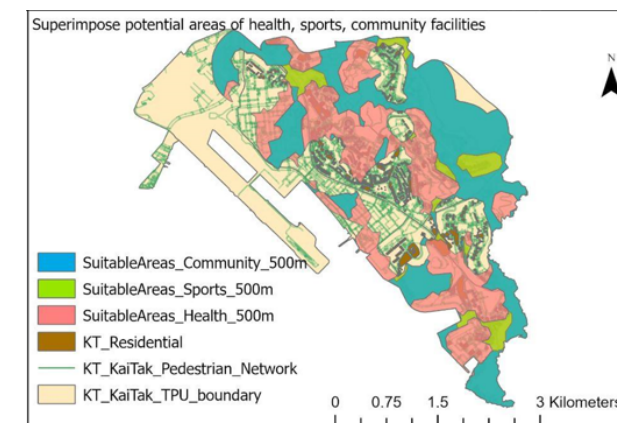 Superimpose potential areas of health, sports, community facilities
N
SuitableAreas_Community_500m
SuitableAreas_Sports_500m
SuitableAreas_Health_500m
KT_Residential
KT_KaiTak_Pedestrian_Network
KT_KaiTak_TPU_boundary
0 0.75 1.5 3 Kilometers